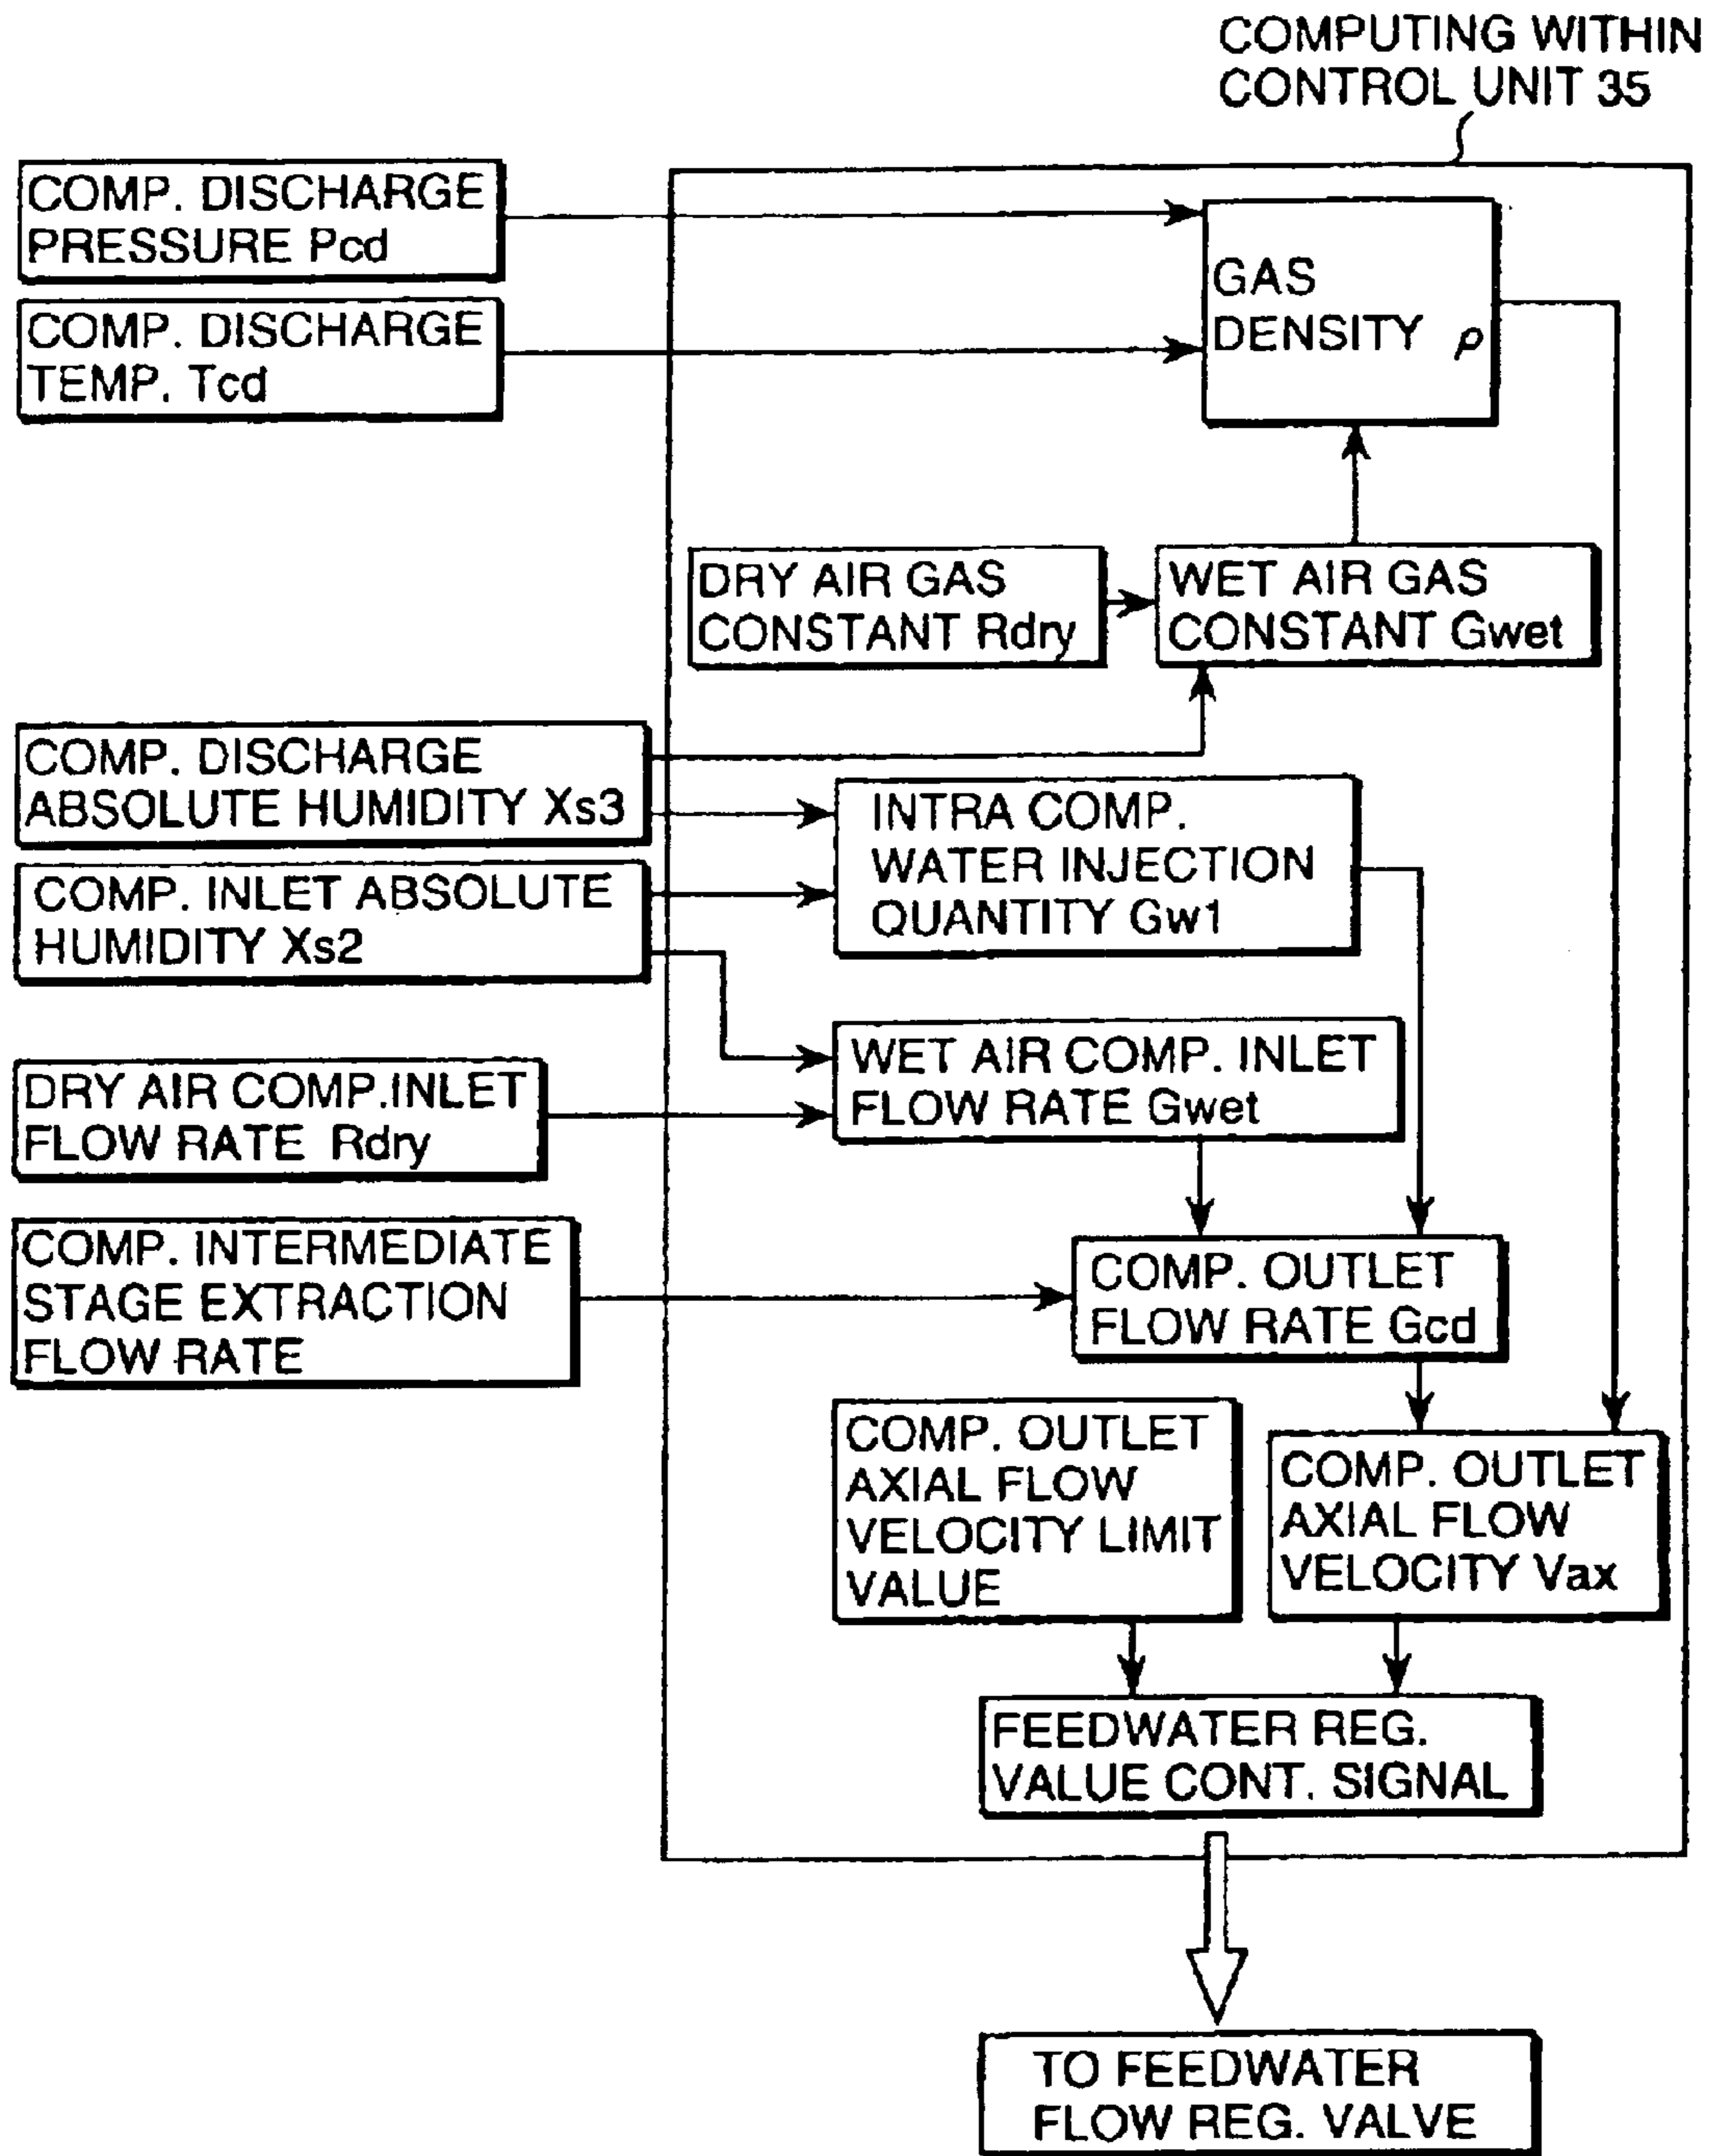 COMPUTING WITHIN
CONTROL UNIT 35
COMP. DISCHARGE
PRESSURE Pcd
GAS
DENSITY ρ
COMP. DISCHARGE
TEMP. Tcd
DRY AIR GAS
CONSTANT Rdry
WET AIR GAS
CONSTANT Gwet
COMP. DISCHARGE
ABSOLUTE HUMIDITY Xs3
INTRA COMP.
WATER INJECTION
QUANTITY Gw1
COMP. INLET ABSOLUTE
HUMIDITY Xs2
WET AIR COMP. INLET
FLOW RATE Gwet
DRY AIR COMP.INLET
FLOW RATE Rdry
COMP. INTERMEDIATE
STAGE EXTRACTION
FLOW RATE
COMP. OUTLET
FLOW RATE Gcd
COMP. OUTLET
AXIAL FLOW
VELOCITY LIMIT
VALUE
COMP. OUTLET
AXIAL FLOW
VELOCITY Vax
FEEDWATER REG.
VALUE CONT. SIGNAL
TO FEEDWATER
FLOW REG. VALVE